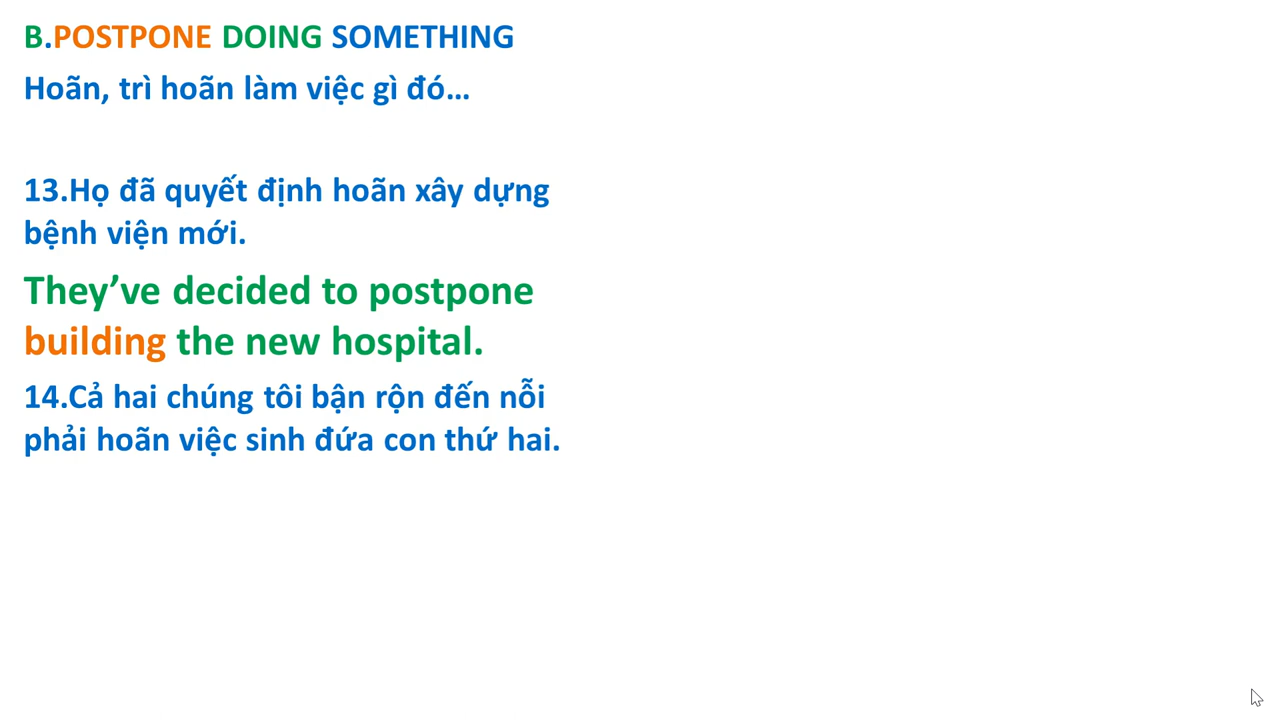 B.POSTPONE DOING SOMETHING
Hoãn, trì hoãn làm việc gì đó...
13.Họ đã quyết định hoãn xây dựng
bệnh viện mới.
They’ve decided to postpone
building the new hospital.
14.Cả hai chúng tôi bận rộn đến nỗi
phải hoãn việc sinh đứa con thứ hai.